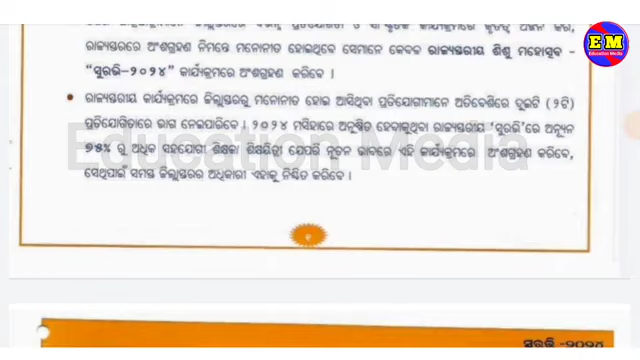 ରାଜ୍ୟସ୍ତରରେ ଅଂଶଗ୍ରହଣ ନିମନ୍ତେ ମନୋନୀତ ହୋଇଥିବେ ସେମାନେ କେବଳ ରାଜ୍ୟସ୍ତରୀୟ ଶିଶୁ ମହୋତ୍ସବ -
“ସୁରଭି-୨୦୨୪” କାର୍ଯ୍ୟକ୍ରମରେ ଅଂଶଗ୍ରହଣ କରିବେ ।
• ରାଜ୍ୟସ୍ତରୀୟ କାର୍ଯ୍ୟକ୍ରମରେ ଜିଲ୍ଲାସ୍ତରରୁ ମନୋନୀତ ହୋଇ ଆସିଥିବା ପ୍ରତିଯୋଗୀମାନେ ଅତିବେଶିରେ ଦୁଇଟି (୨ଟି)
ପ୍ରତିଯୋଗିତାରେ ଭାଗ ନେଇପାରିବେ । ୨୦୨୪ ମସିହାରେ ଅନୁଷ୍ଠିତ ହେବାକୁଥିବା ରାଜ୍ୟସ୍ତରୀୟ ‘ସୁରଭି’ରେ ଅନ୍ୟୂନ
୭୫% ରୁ ଅଧିକ ସହଯୋଗୀ ଶିକ୍ଷକ/ ଶିକ୍ଷୟିତ୍ରୀ ଯେପରି ନୂତନ ଭାବରେ ଏହି କାର୍ଯ୍ୟକ୍ରମରେ ଅଂଶଗ୍ରହଣ କରିବେ,
ସେଥିପାଇଁ ସମସ୍ତ ଜିଲ୍ଲାସ୍ତରର ଅଧିକାରୀ ଏହାକୁ ନିଶ୍ଚିତ କରିବେ ।
Education Media
EM
Education Media
ସୁରଭି -୨୦୨୪